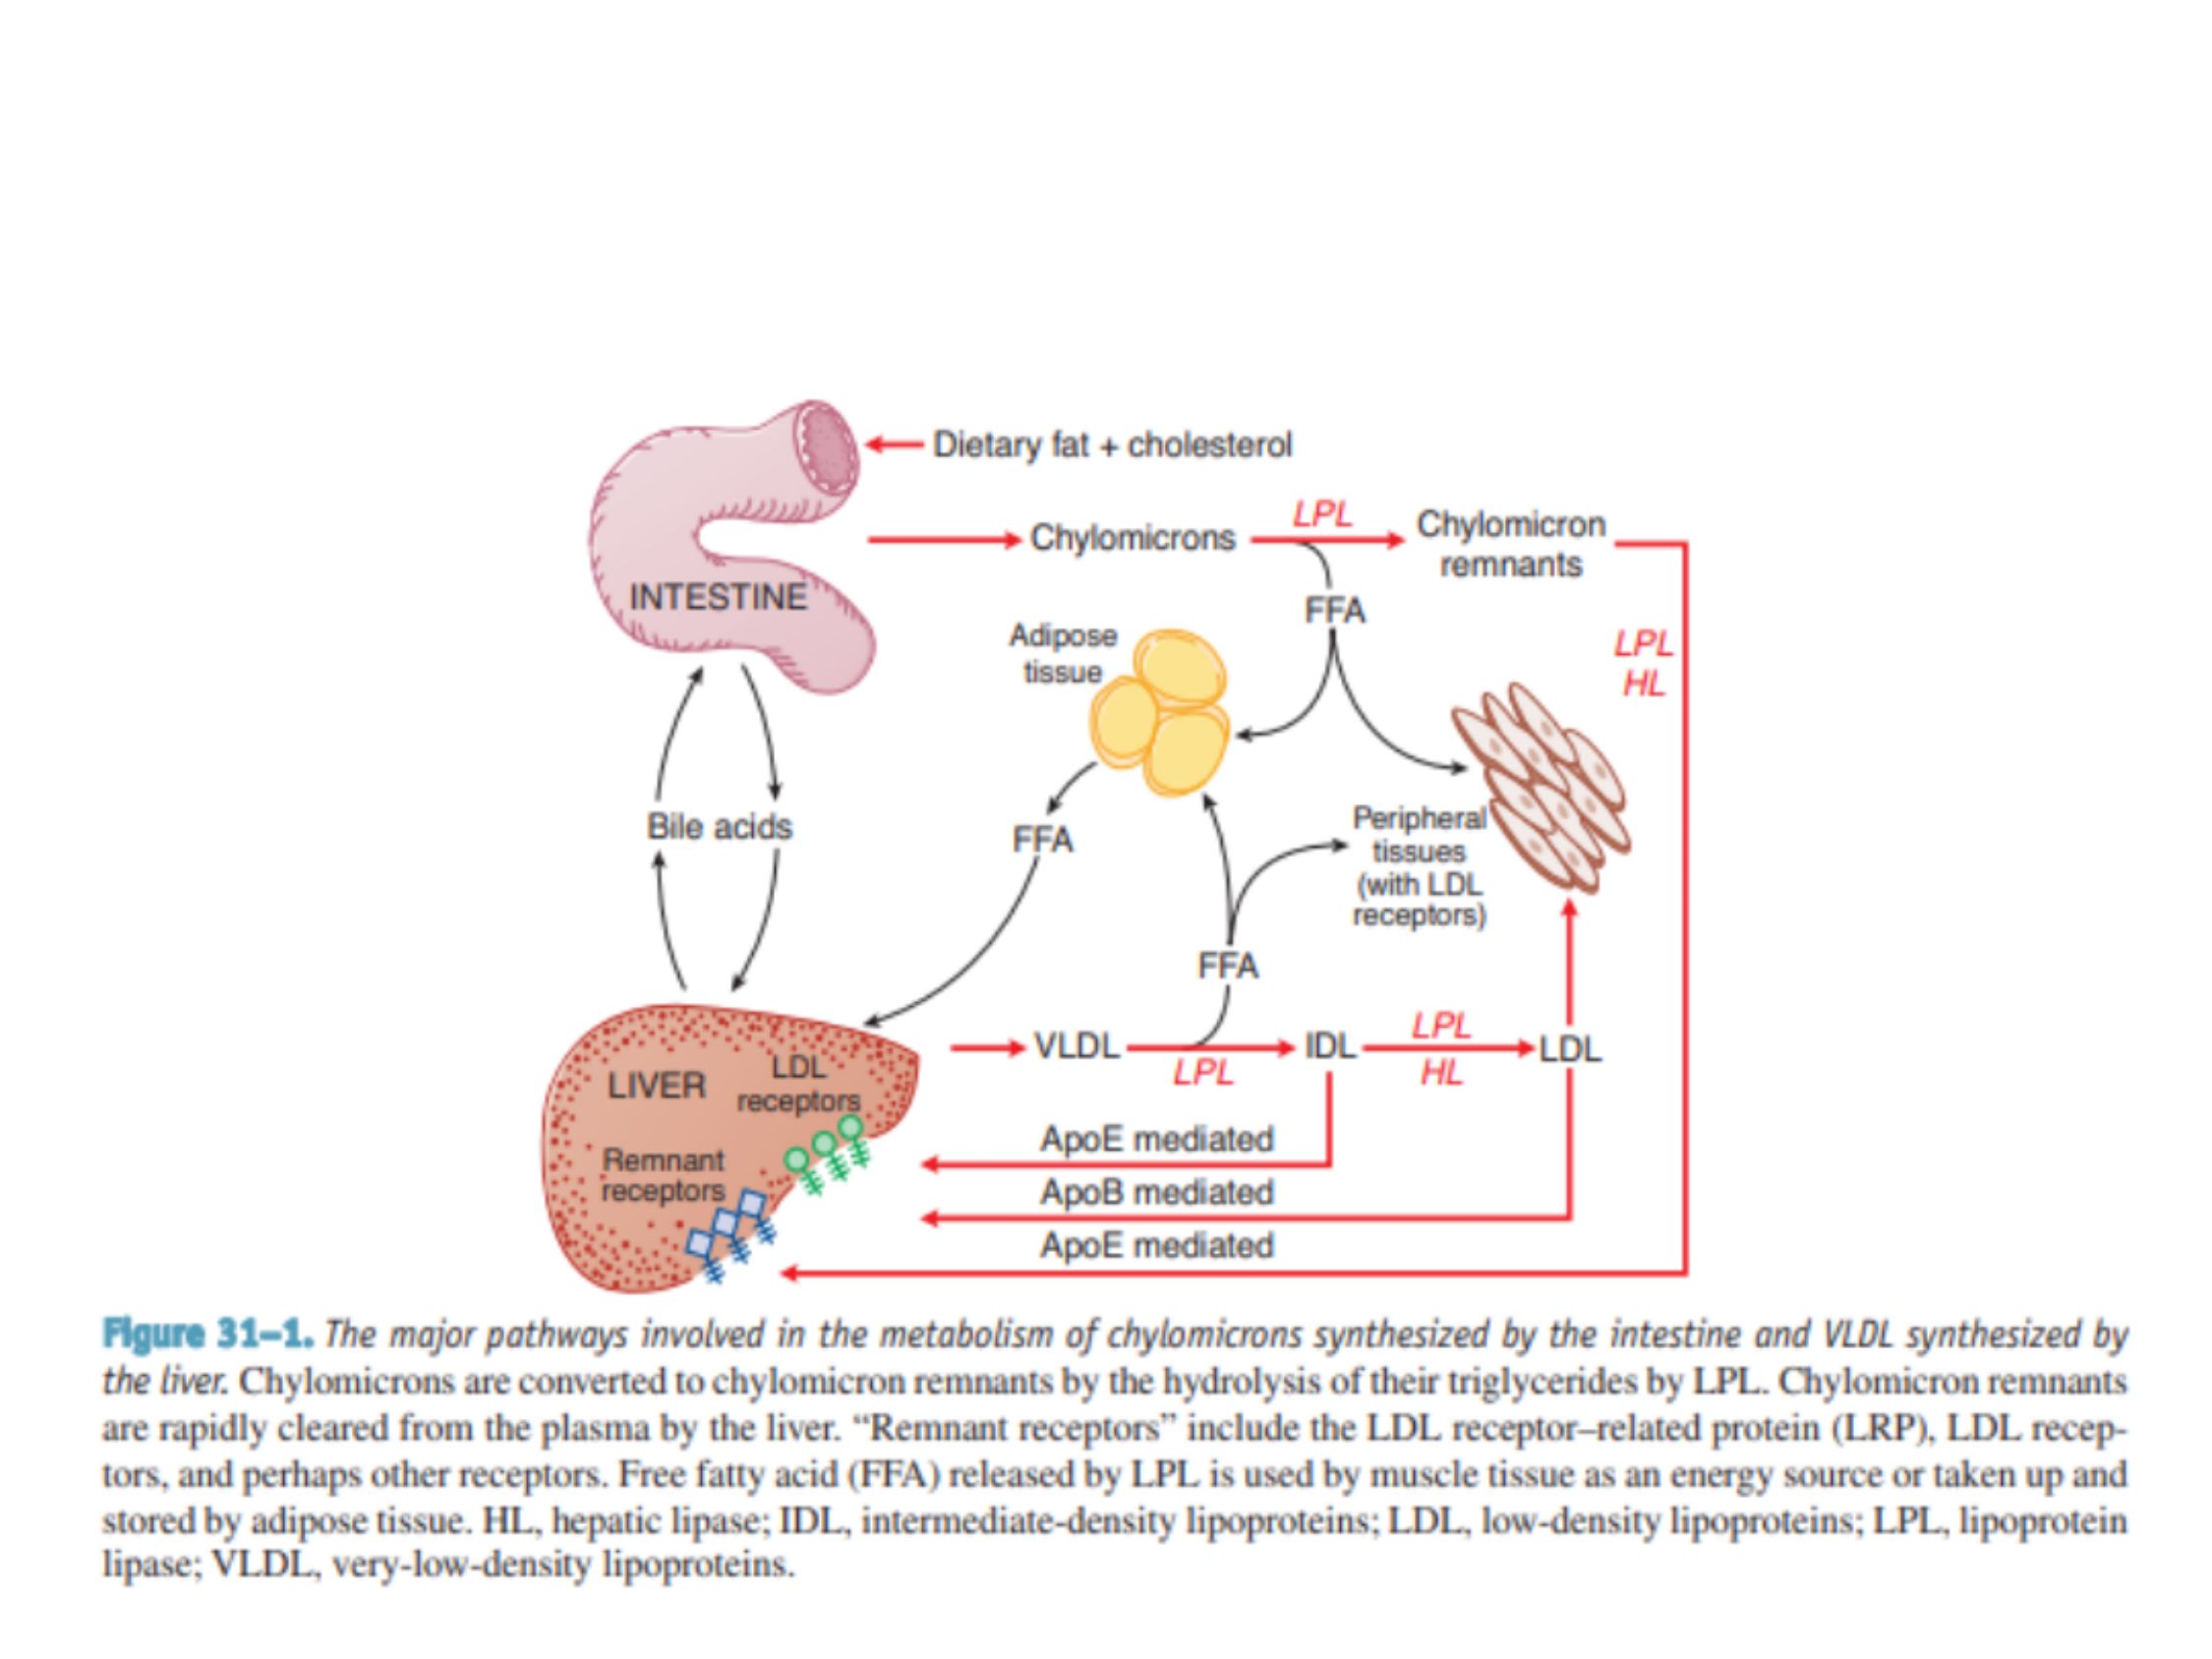 Dietary fat + cholesterol
LPL
Chylomicrons
Chylomicron
remnants
INTESTINE
FFA
Adipose
tissue
LPL
HL
Bile acids
FFA
Peripheral
tissues
(with LDL
receptors)
FFA
VLDL
LPL
IDL
LPL
HL
LDL
LIVER
LDL
receptors
Remnant
receptors
ApoE mediated
ApoB mediated
ApoE mediated
Figure 31–1. The major pathways involved in the metabolism of chylomicrons synthesized by the intestine and VLDL synthesized by
the liver. Chylomicrons are converted to chylomicron remnants by the hydrolysis of their triglycerides by LPL. Chylomicron remnants
are rapidly cleared from the plasma by the liver. “Remnant receptors” include the LDL receptor–related protein (LRP), LDL recep-
tors, and perhaps other receptors. Free fatty acid (FFA) released by LPL is used by muscle tissue as an energy source or taken up and
stored by adipose tissue. HL, hepatic lipase; IDL, intermediate-density lipoproteins; LDL, low-density lipoproteins; LPL, lipoprotein
lipase; VLDL, very-low-density lipoproteins.